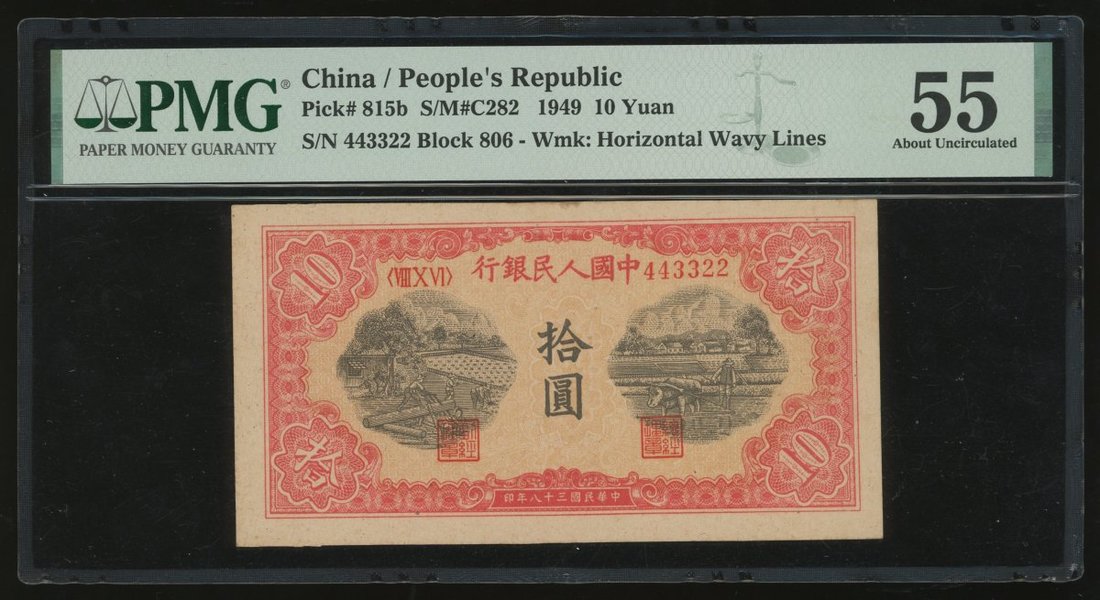 PMG®
PAPER MONEY GUARANTY
China / People's Republic
Pick# 815b S/M#C282 1949 10 Yuan
S/N 443322 Block 806 - Wmk: Horizontal Wavy Lines
55
About Uncirculated
10
〈VIIIXVI〉
行銀民人國中
443322
拾
拾圓
拾
10
印年八十三國民華中